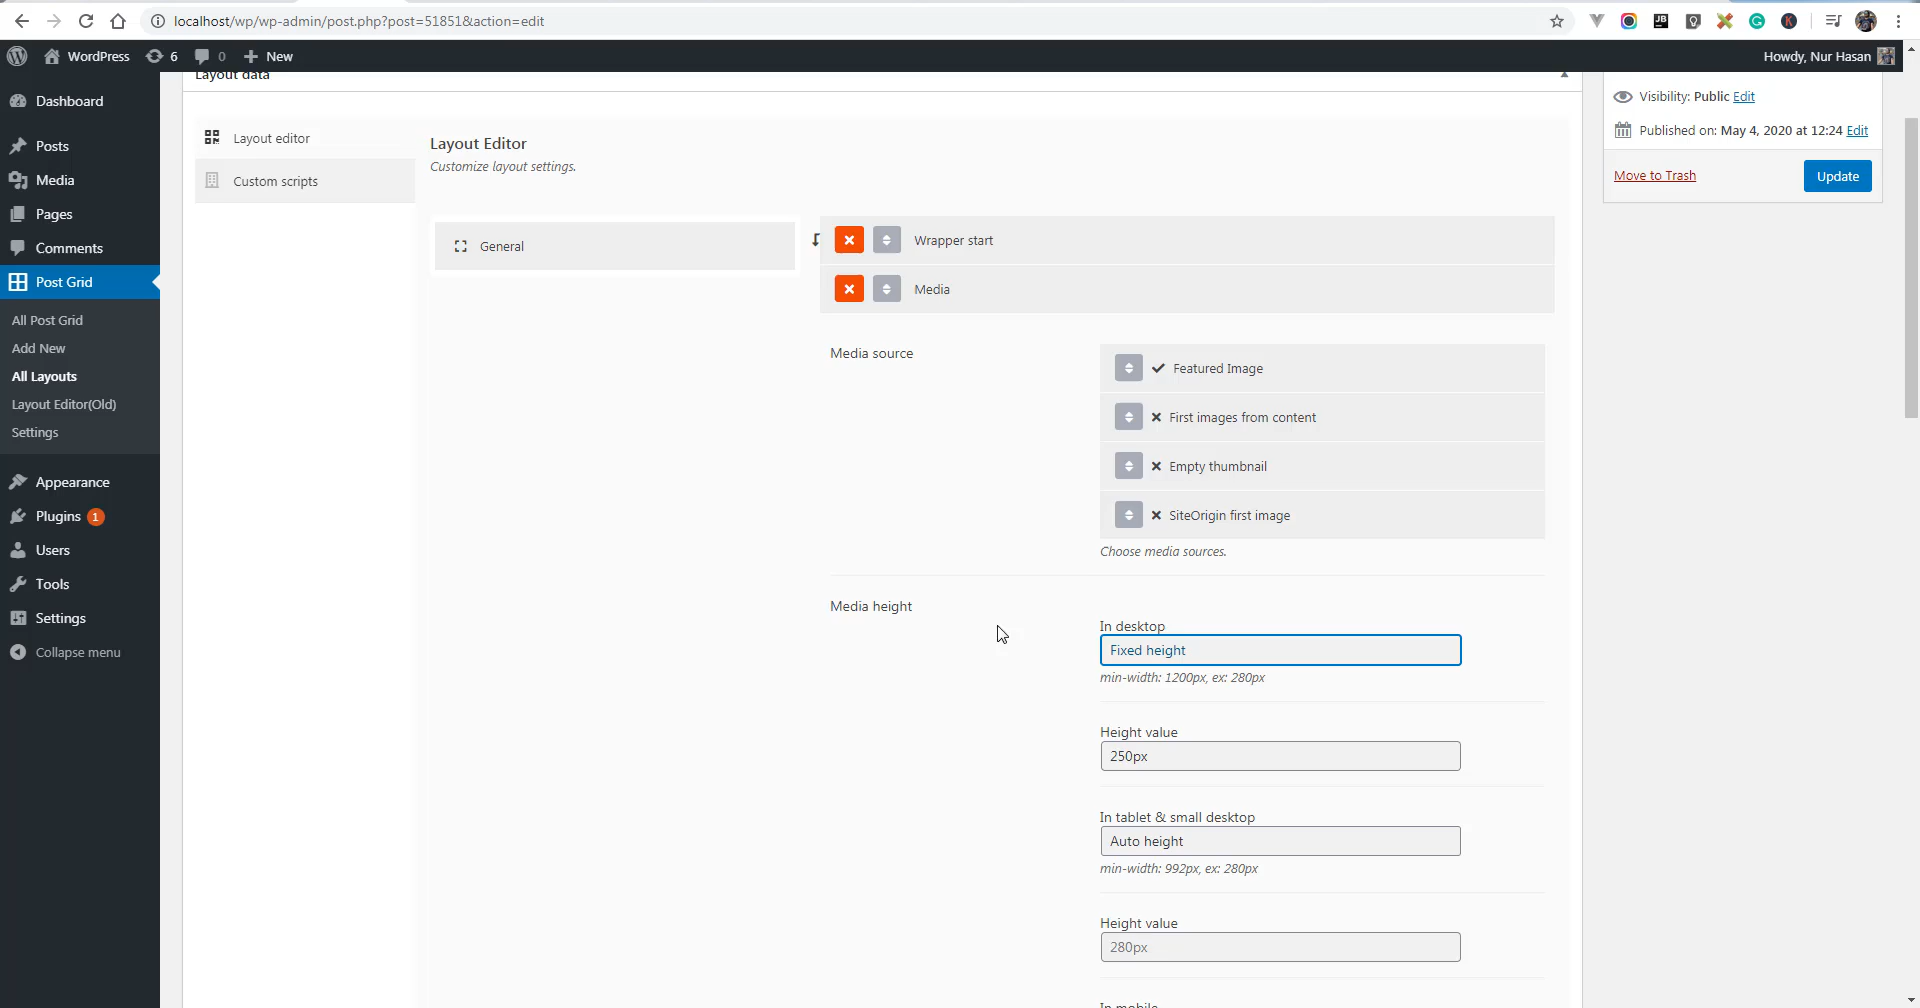 localhost/wp/wp-admin/post.php?post=51851&action=edit
WordPress
6
0
New
Howdy, Nur Hasan
Dashboard
Posts
Media
Pages
Comments
Post Grid
All Post Grid
Add New
All Layouts
Layout Editor(Old)
Settings
Appearance
Plugins 1
Users
Tools
Settings
Collapse menu
Layout data
Layout editor
Custom scripts
Layout Editor
Customize layout settings.
General
Wrapper start
Media
Media source
Featured Image
First images from content
Empty thumbnail
SiteOrigin first image
Choose media sources.
Media height
In desktop
Fixed height
min-width: 1200px, ex: 280px
Height value
250px
In tablet & small desktop
Auto height
min-width: 992px, ex: 280px
Height value
280px
In mobile
Visibility: Public Edit
Published on: May 4, 2020 at 12:24 Edit
Move to Trash
Update